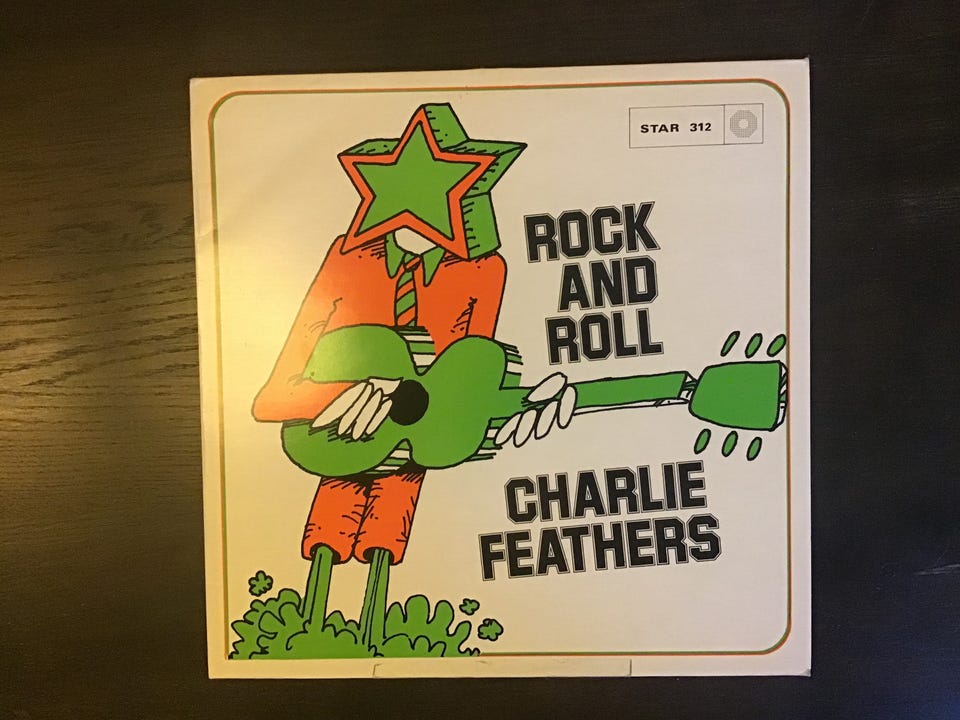 STAR 312
ROCK
AND
ROLL
CHARLIE
FEATHERS